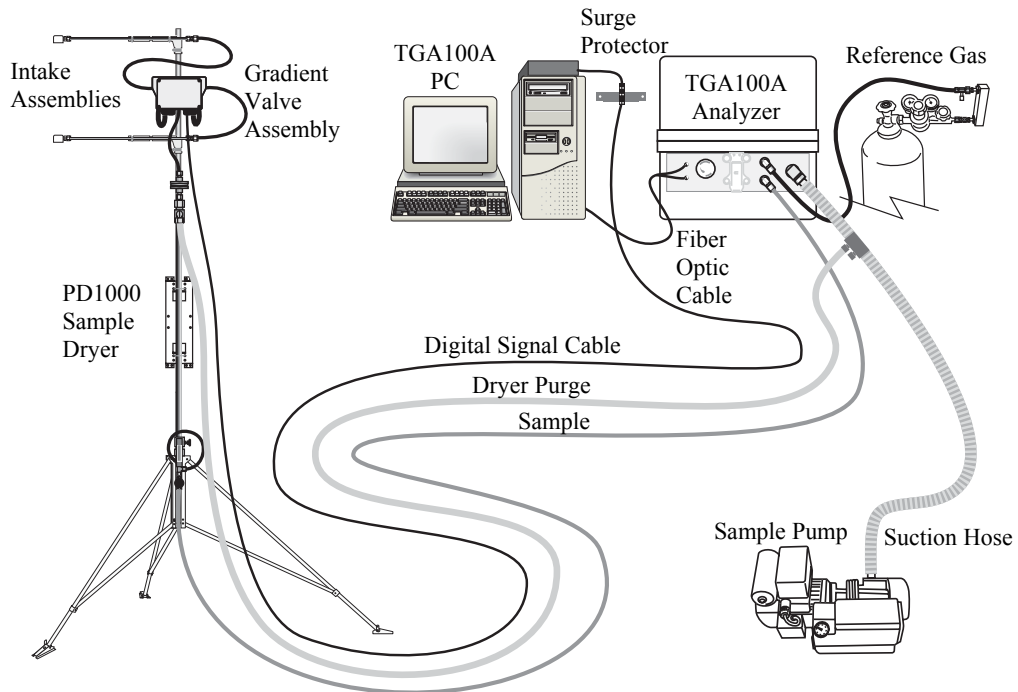 Intake
Assemblies
Gradient
Valve
Assembly
TGA100A
PC
Surge
Protector
TGA100A
Analyzer
Reference Gas
Fiber
Optic
Cable
PD1000
Sample
Dryer
Digital Signal Cable
Dryer Purge
Sample
Sample Pump
Suction Hose